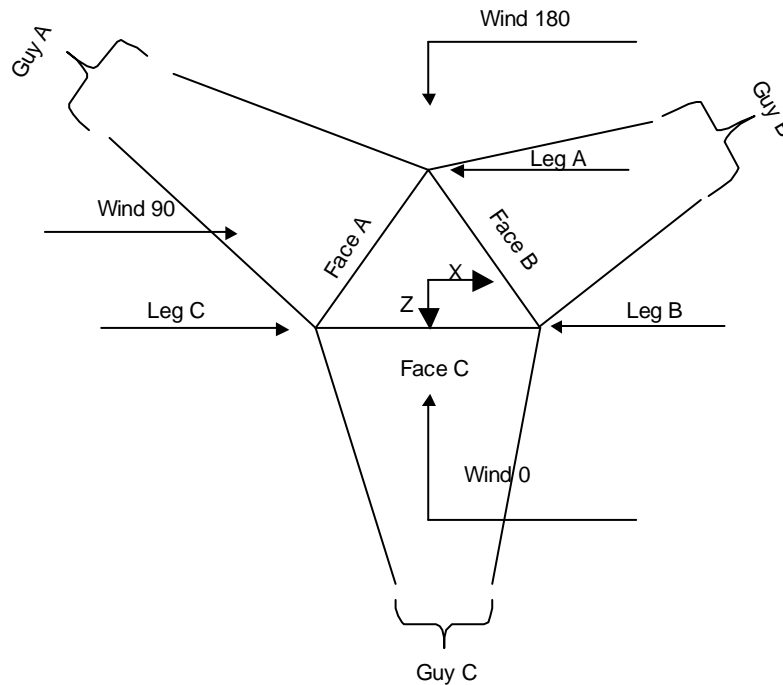 Wind 180
Guy A
Guy B
Leg A
Wind 90
Face A
Face B
X
Z
Leg C
Leg B
Face C
Wind 0
Guy C